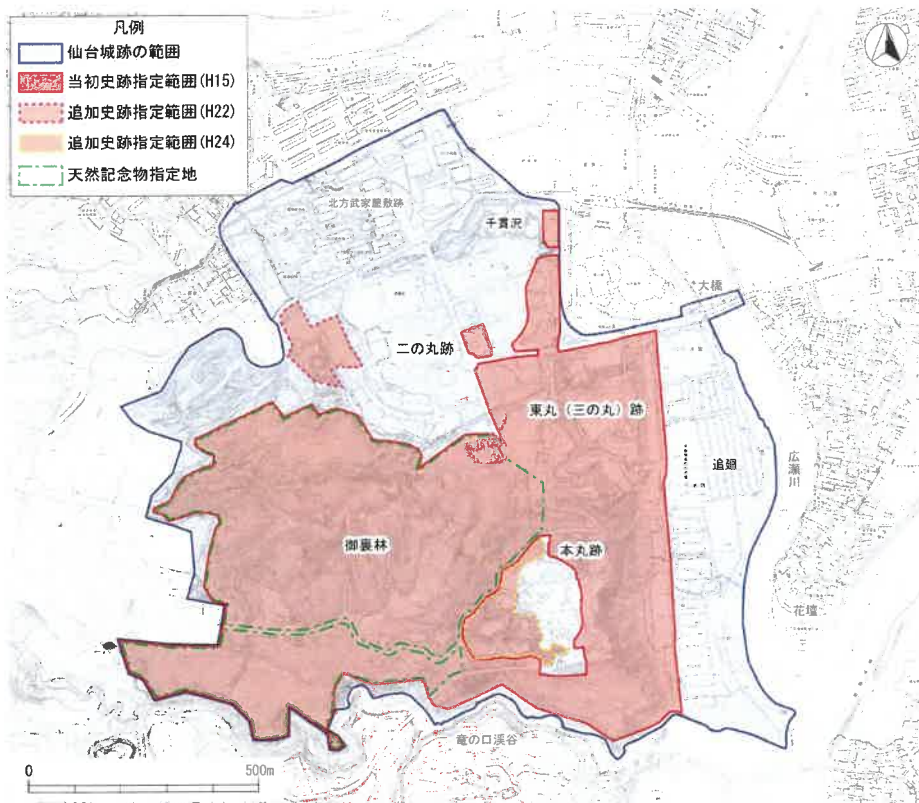 凡例
仙台城跡の範囲
当初史跡指定範囲(H15)
追加史跡指定範囲(H22)
追加史跡指定範囲(H24)
天然記念物指定地
北方武家屋敷跡
千貫沢
大橋
二の丸跡
東丸（三の丸）跡
追廻
広瀬川
御裏林
本丸跡
花壇
竜の口渓谷
0
500m